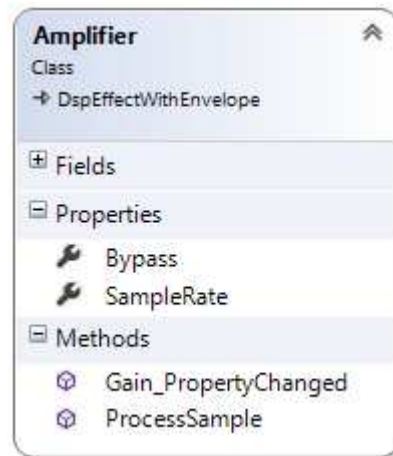 Amplifier
Class
DspEffectWithEnvelope
Fields
Properties
Bypass
SampleRate
Methods
Gain_PropertyChanged
ProcessSample